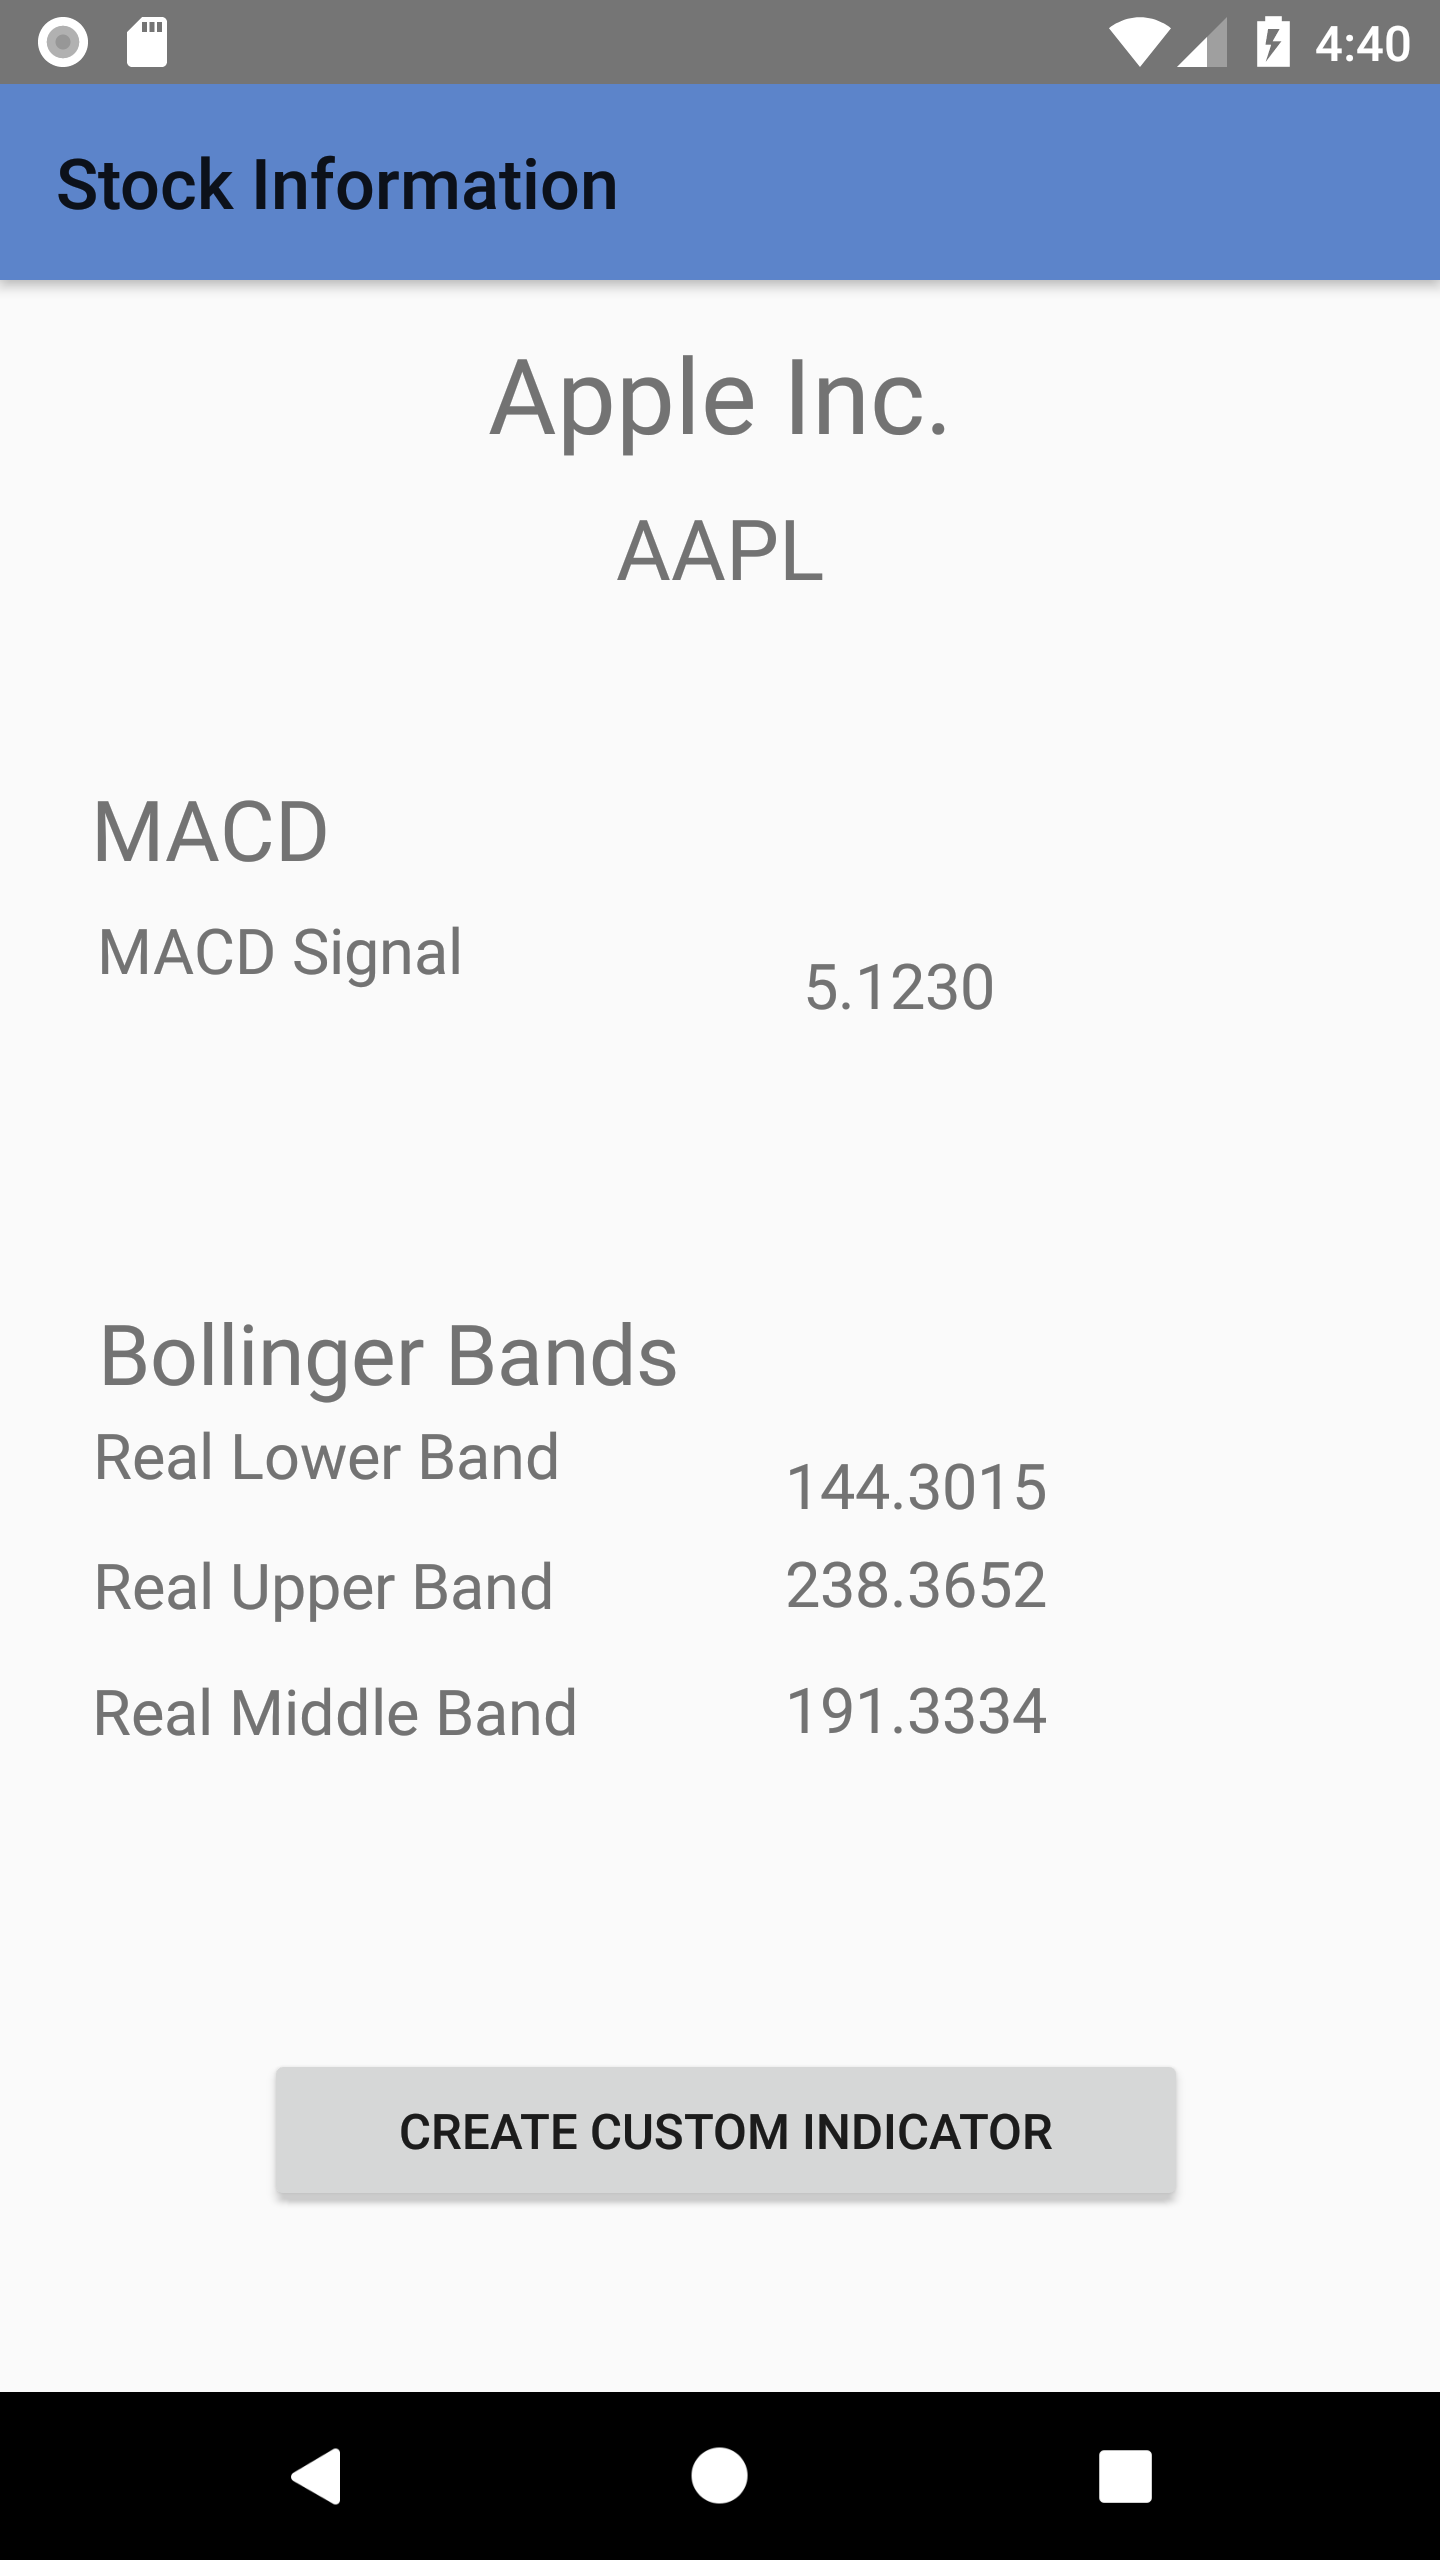 4:40
Stock Information
Apple Inc.
AAPL
MACD
MACD Signal
5.1230
Bollinger Bands
Real Lower Band
144.3015
Real Upper Band
238.3652
Real Middle Band
191.3334
CREATE CUSTOM INDICATOR